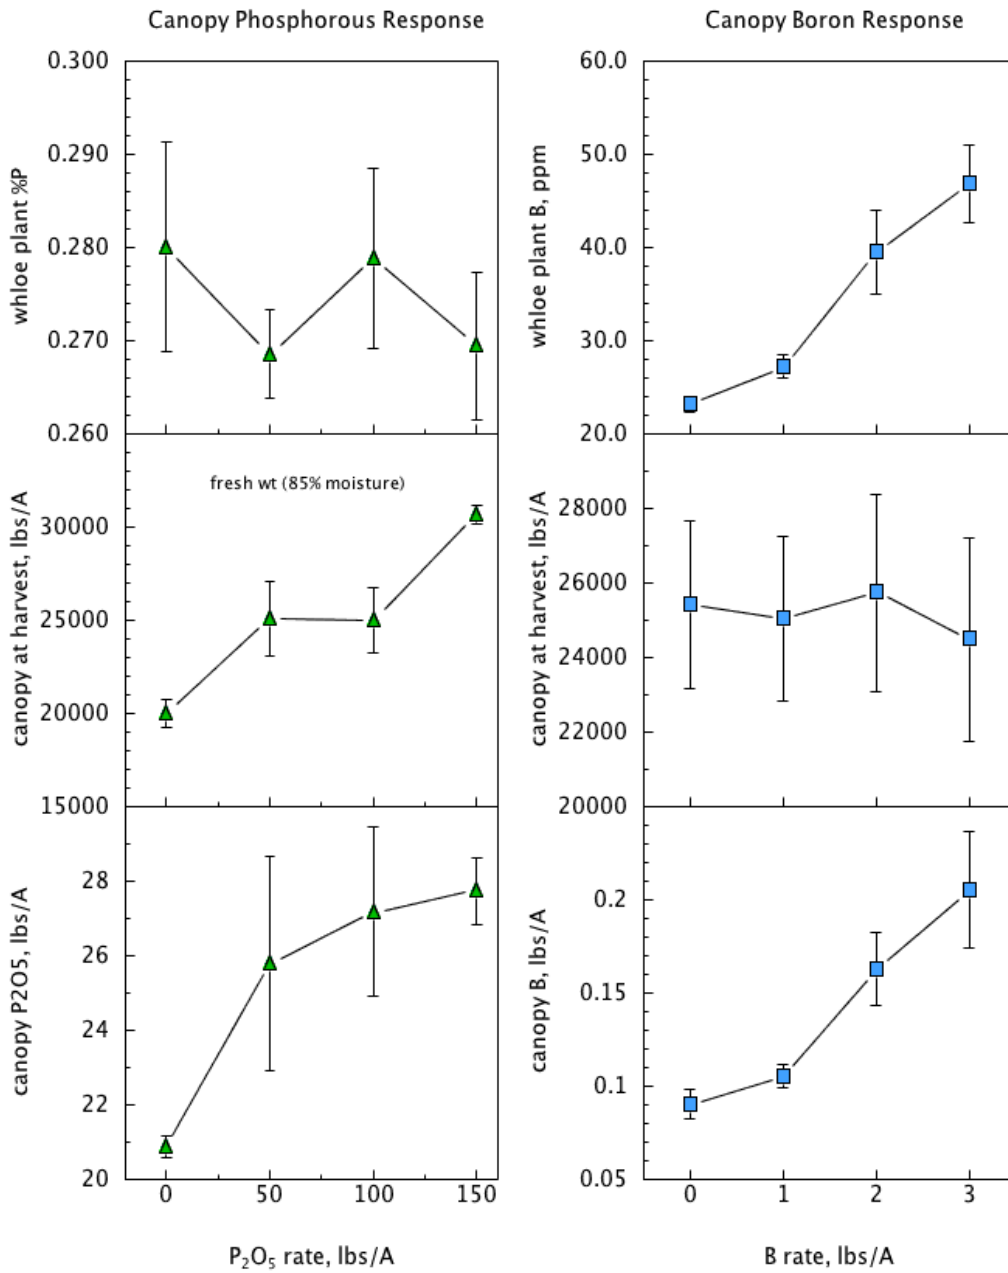 Canopy Phosphorous Response
0.300
0.290
0.280
0.270
0.260
whloe plant %P
fresh wt (85% moisture)
30000
25000
20000
15000
canopy at harvest, lbs/A
28
26
24
22
20
canopy P2O5, lbs/A
0 50 100 150
P₂O₅ rate, lbs/A
Canopy Boron Response
60.0
50.0
40.0
30.0
20.0
whloe plant B, ppm
28000
26000
24000
22000
20000
canopy at harvest, lbs/A
0.2
0.15
0.1
0.05
canopy B, lbs/A
0 1 2 3
B rate, lbs/A